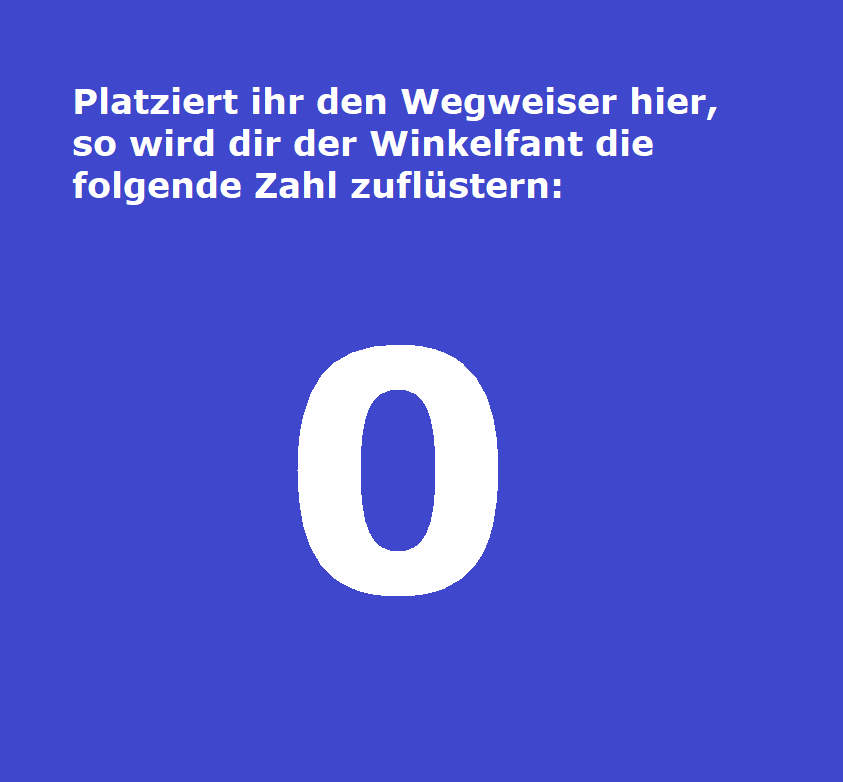 Platziert ihr den Wegweiser hier,
so wird dir der Winkelfant die
folgende Zahl zuflüstern:
0